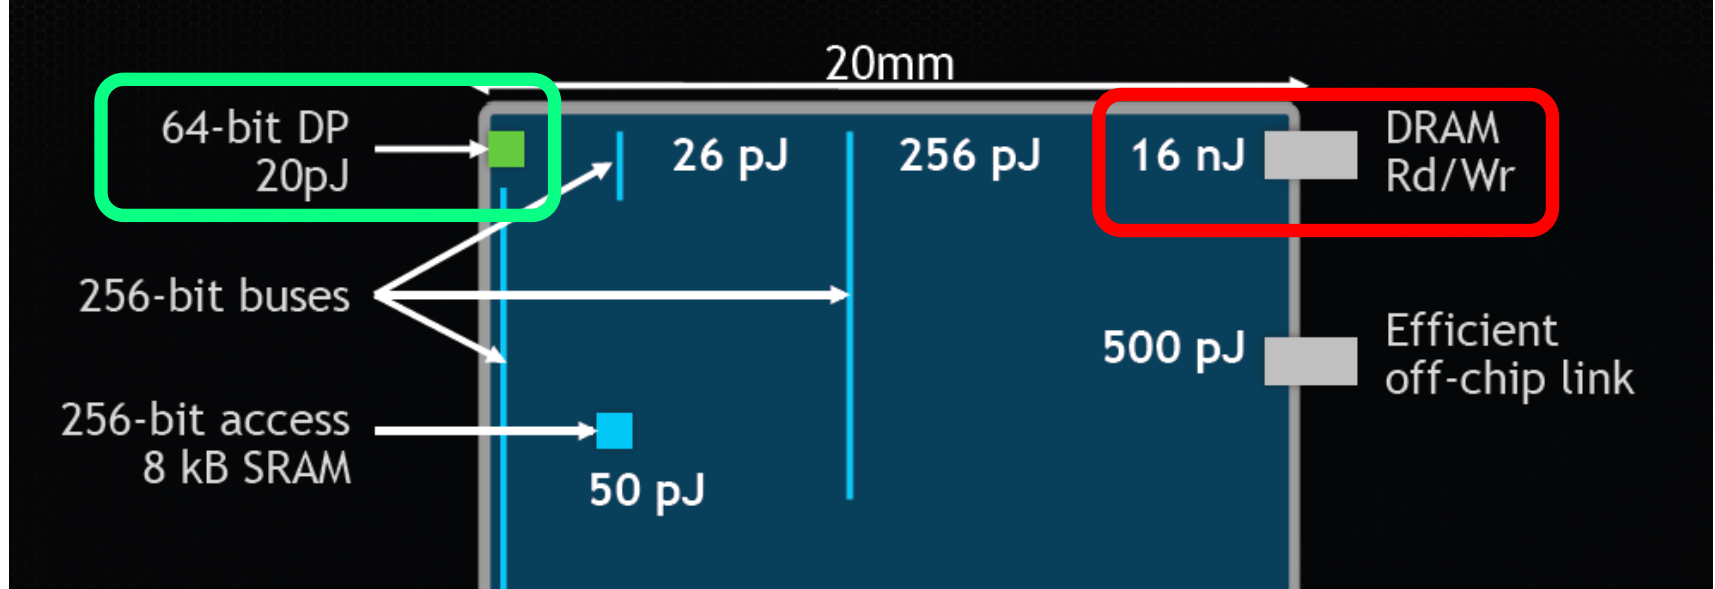 20mm
64-bit DP
20pJ
26 pJ
256 pJ
16 nJ
DRAM
Rd/Wr
256-bit buses
500 pJ
Efficient
off-chip link
256-bit access
8 kB SRAM
50 pJ